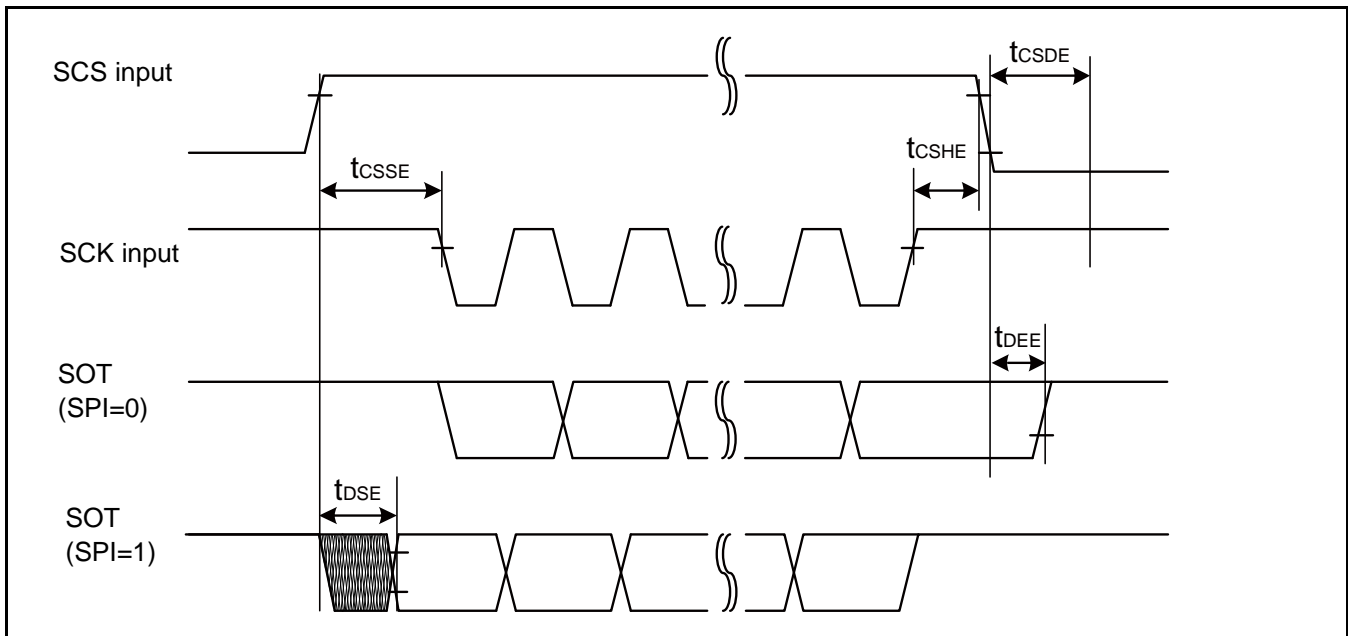 SCS input
tCSDE
tCSHE
tCSSE
SCK input
tDEE
SOT
(SPI=0)
tDSE
SOT
(SPI=1)